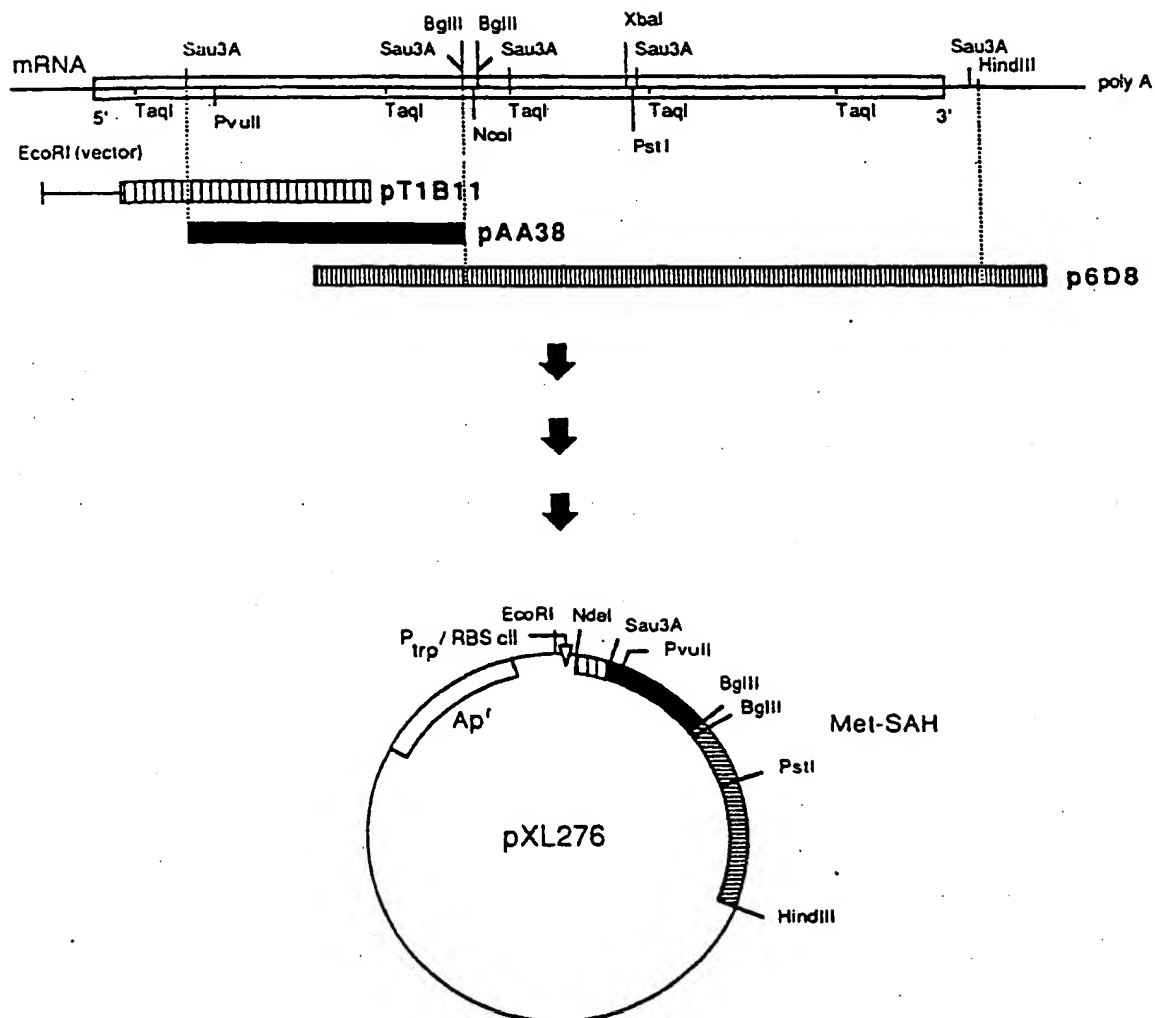 BglII BglII XbaI
Sau3A Sau3A Sau3A Sau3A Sau3A
HindIII
mRNA
poly A
5' TaqI TaqI TaqI TaqI TaqI 3'
PvuII NcoI PstI
EcoRI (vector)
pT1B11
pAA38
p6D8
EcoRI NdeI
Sau3A
Ptrp / RBS cII
PvuII
BglII
BglII
Apr
Met-SAH
PstI
pXL276
HindIII